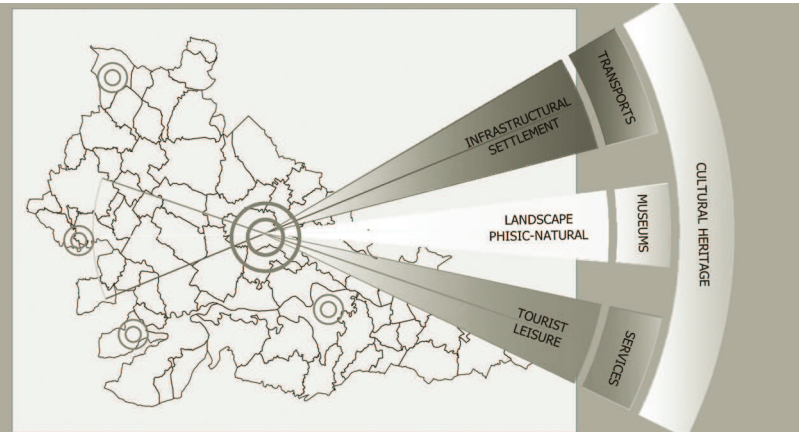 TRANSPORTS
INFRASTRUCTURAL
SETTLEMENT
CULTURAL HERITAGE
LANDSCAPE
PHISIC-NATURAL
MUSEUMS
TOURIST
LEISURE
SERVICES